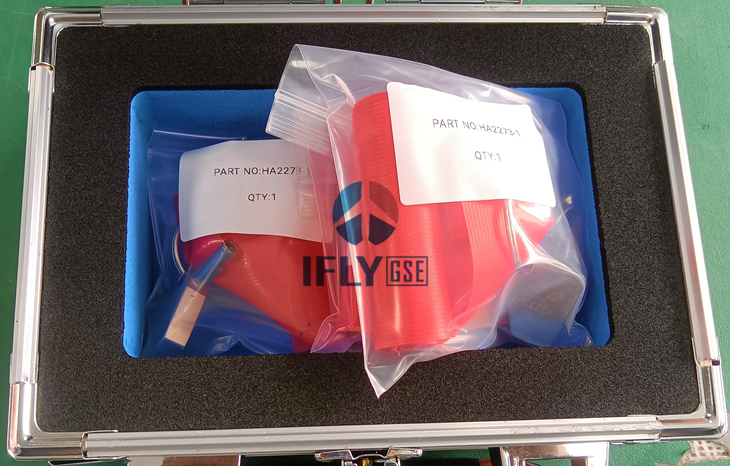 PART NO:HA2273-1
QTY:1
PART NO:HA2273-1
QTY:1
IFLY GSE